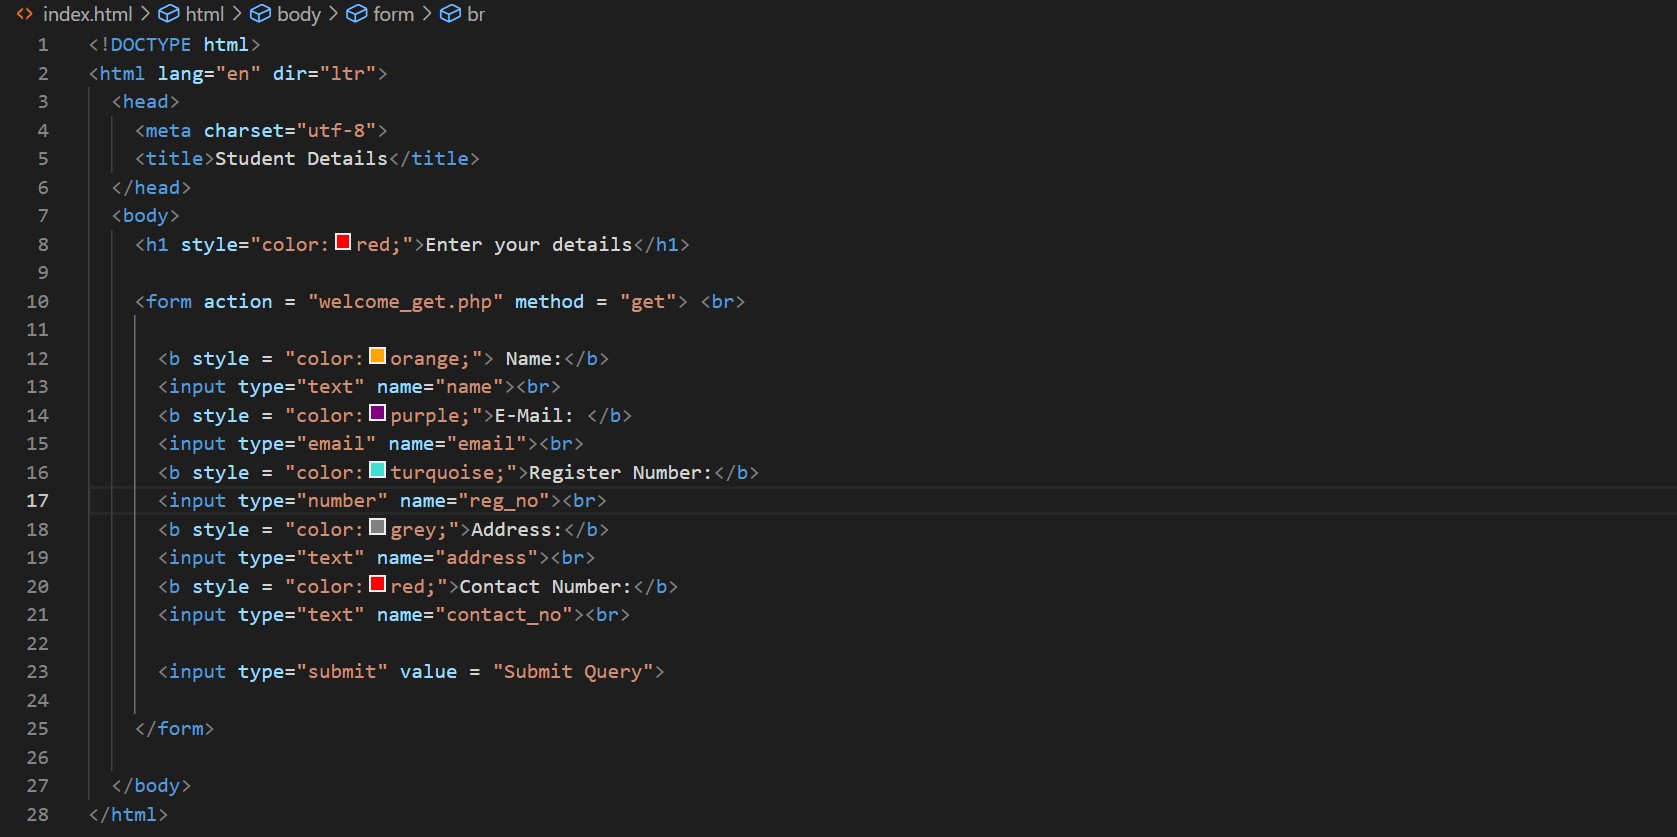 <> index.html > html > body > form > br
1 <!DOCTYPE html>
2 <html lang="en" dir="ltr">
3 <head>
4 <meta charset="utf-8">
5 <title>Student Details</title>
6 </head>
7 <body>
8 <h1 style="color:red;">Enter your details</h1>
9
10 <form action = "welcome_get.php" method = "get"> <br>
11
12 <b style = "color:orange;"> Name:</b>
13 <input type="text" name="name"><br>
14 <b style = "color:purple;">E-Mail: </b>
15 <input type="email" name="email"><br>
16 <b style = "color:turquoise;">Register Number:</b>
17 <input type="number" name="reg_no"><br>
18 <b style = "color:grey;">Address:</b>
19 <input type="text" name="address"><br>
20 <b style = "color:red;">Contact Number:</b>
21 <input type="text" name="contact_no"><br>
22
23 <input type="submit" value = "Submit Query">
24
25 </form>
26
27 </body>
28 </html>